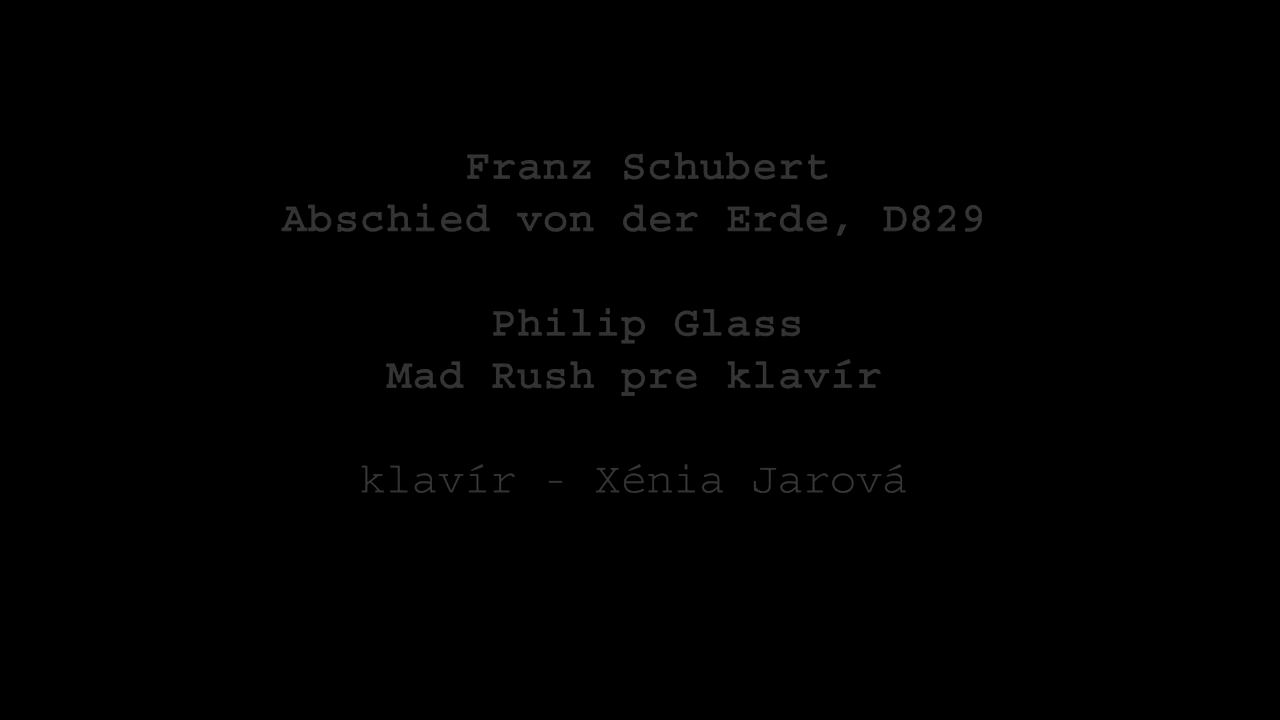 Franz Schubert
Abschied von der Erde, D829
Philip Glass
Mad Rush pre klavír
klavír - Xénia Jarová